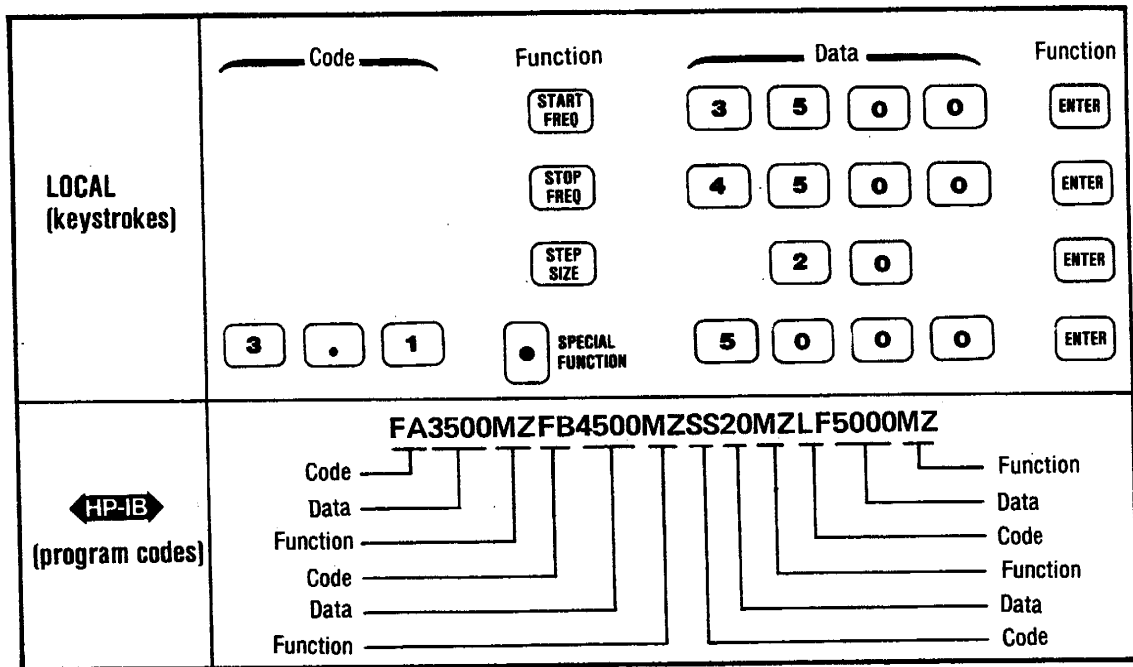 Code Function Data Function
START FREQ 3 5 0 0 ENTER
STOP FREQ 4 5 0 0 ENTER
STEP SIZE 2 0 ENTER
3 . 1 SPECIAL FUNCTION 5 0 0 0 ENTER
LOCAL
(keystrokes)
FA3500MZFB4500MZSS20MZLF5000MZ
HP-IB
(program codes)
Code
Data
Function
Code
Data
Function
Function
Data
Code
Function
Data
Code